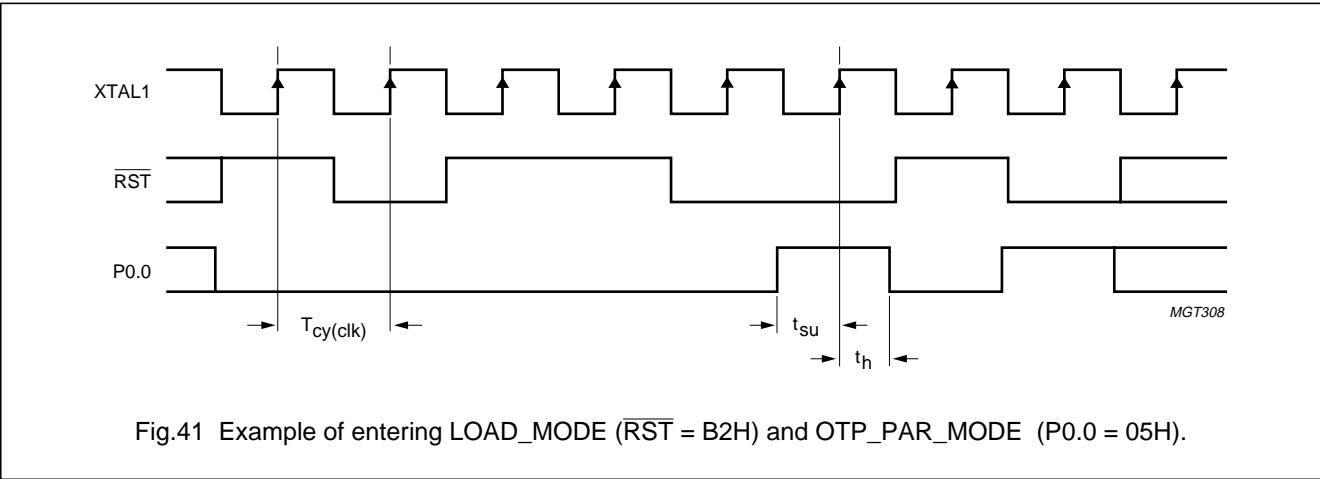 XTAL1
RST
P0.0
MGT308
Tcy(clk)
tsu
th
Fig.41 Example of entering LOAD_MODE (RST = B2H) and OTP_PAR_MODE (P0.0 = 05H).